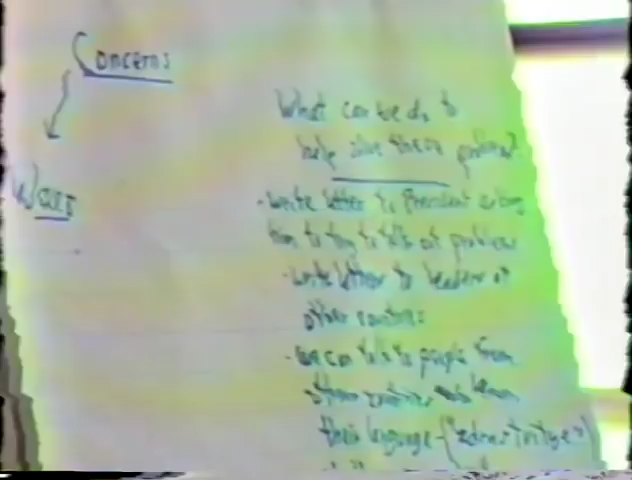 Concerns
Wars
What can we do to
help solve these problems?
- write letter to President asking
him to try to talk out problems
- write letter to leaders of
other countries
- we can talk to people from
other countries and learn
their language - ("zdravstvuitye")